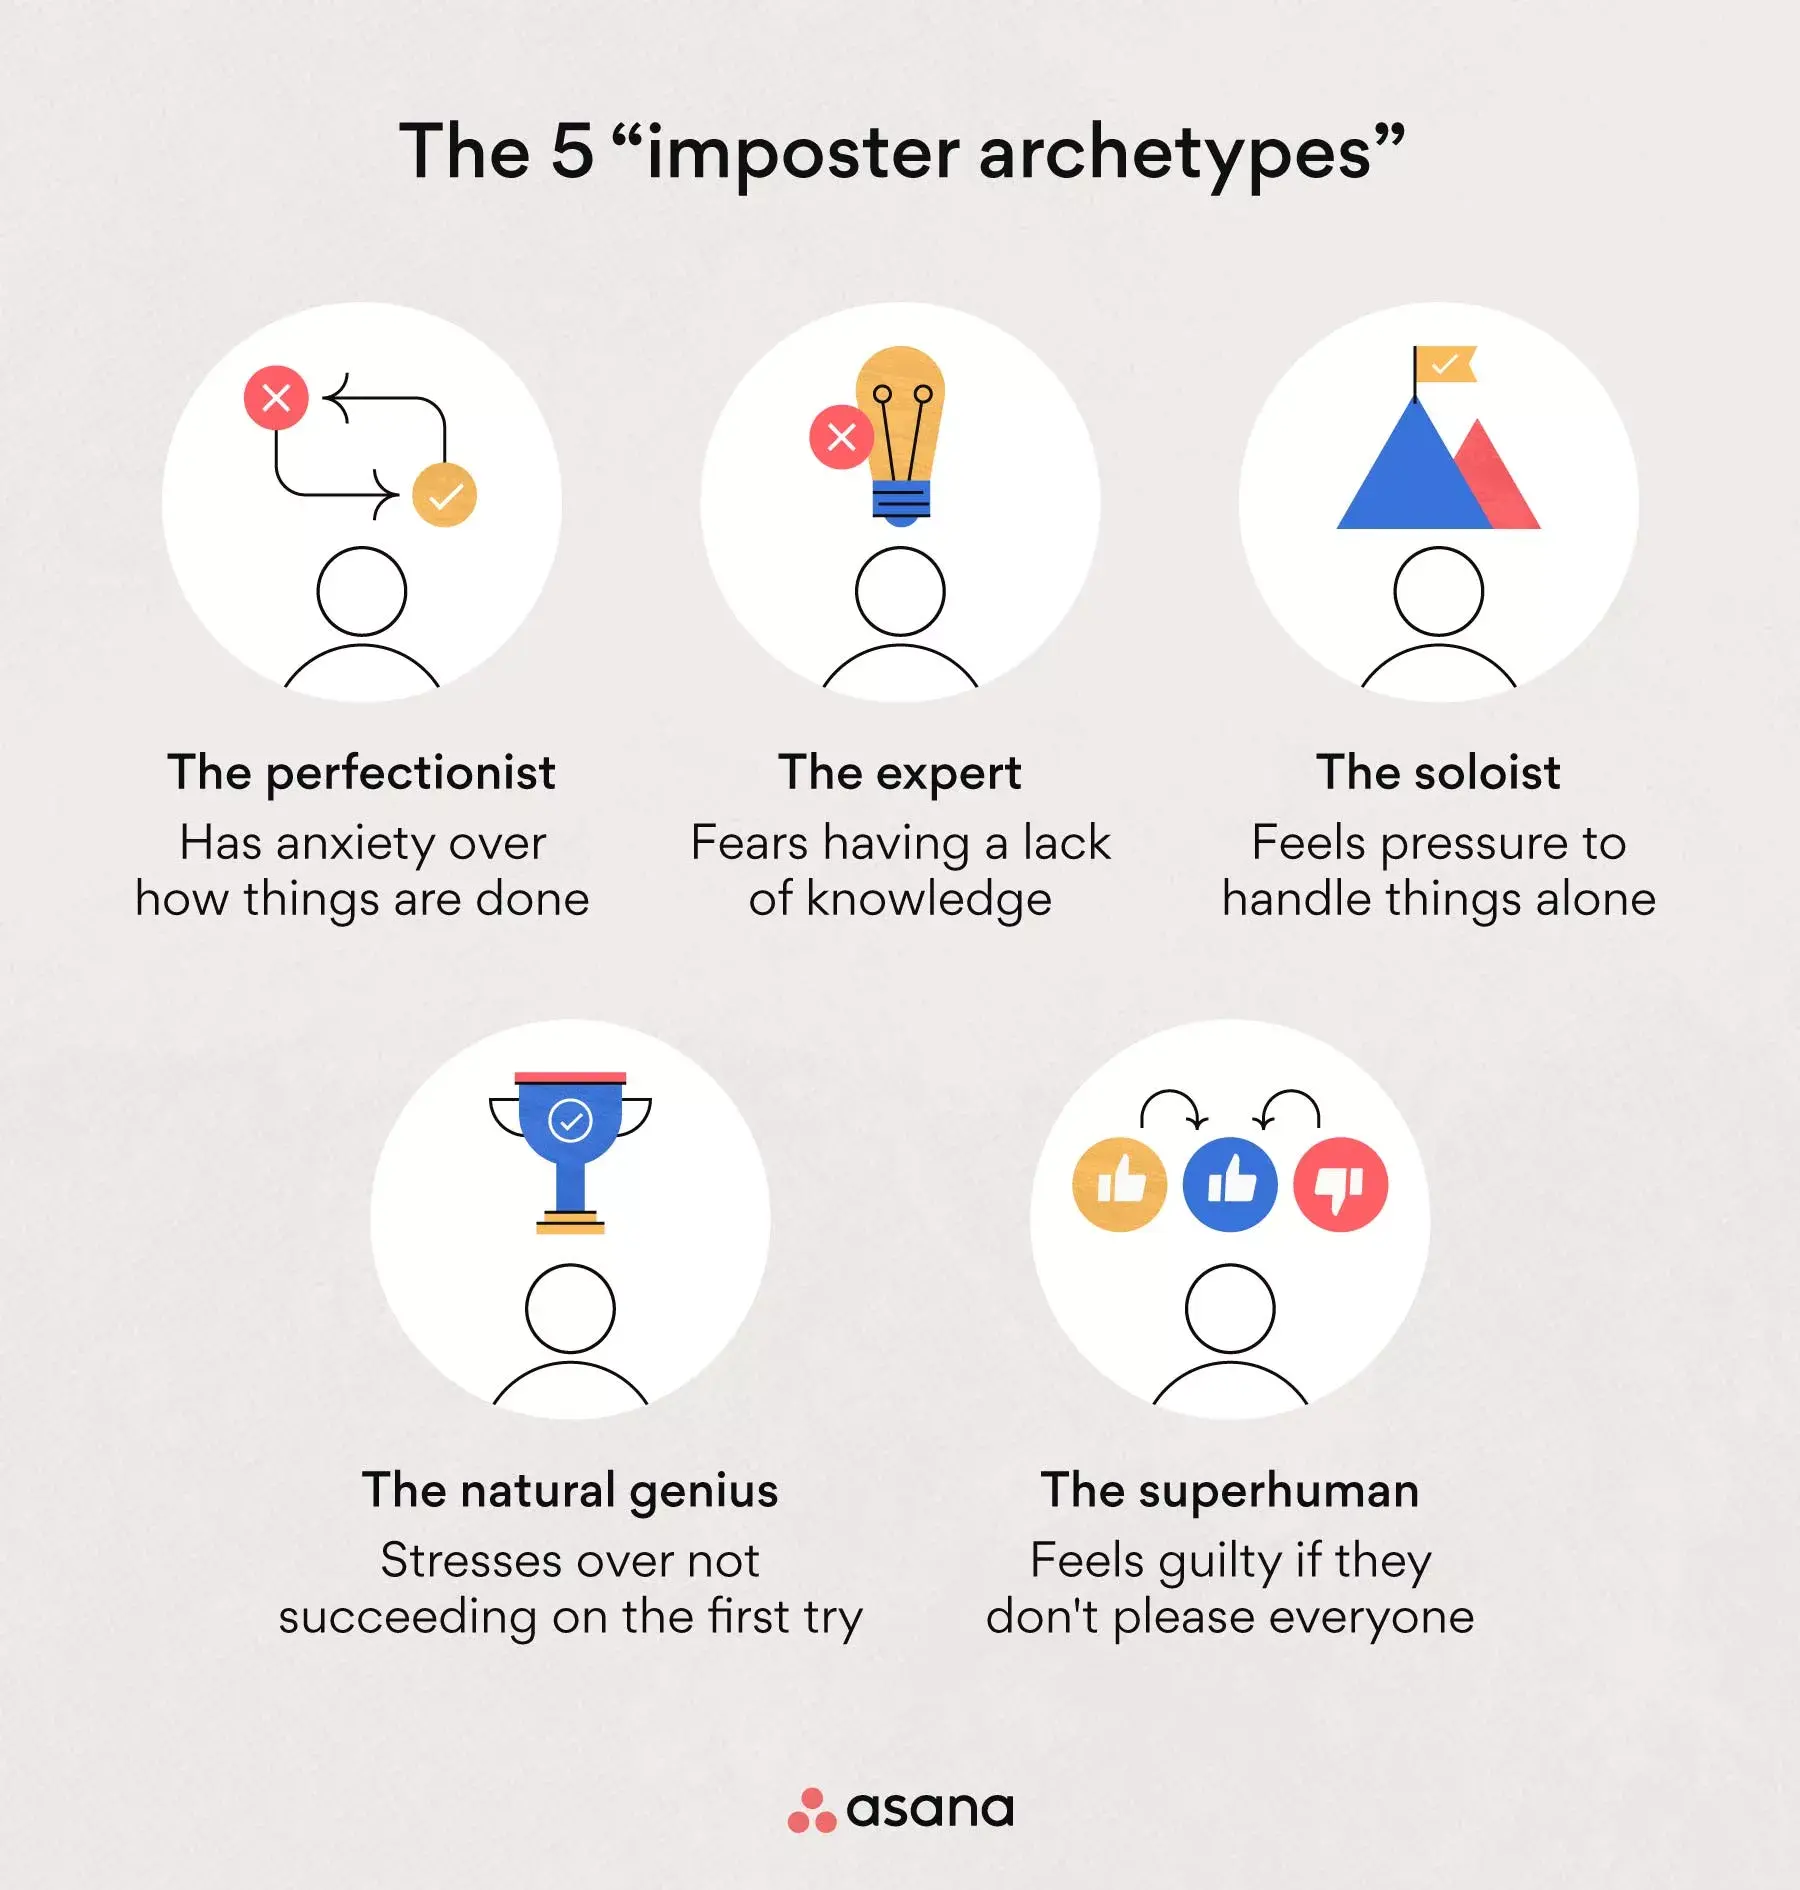 The 5 “imposter archetypes”
The perfectionist
Has anxiety over
how things are done
The expert
Fears having a lack
of knowledge
The soloist
Feels pressure to
handle things alone
The natural genius
Stresses over not
succeeding on the first try
The superhuman
Feels guilty if they
don't please everyone
asana